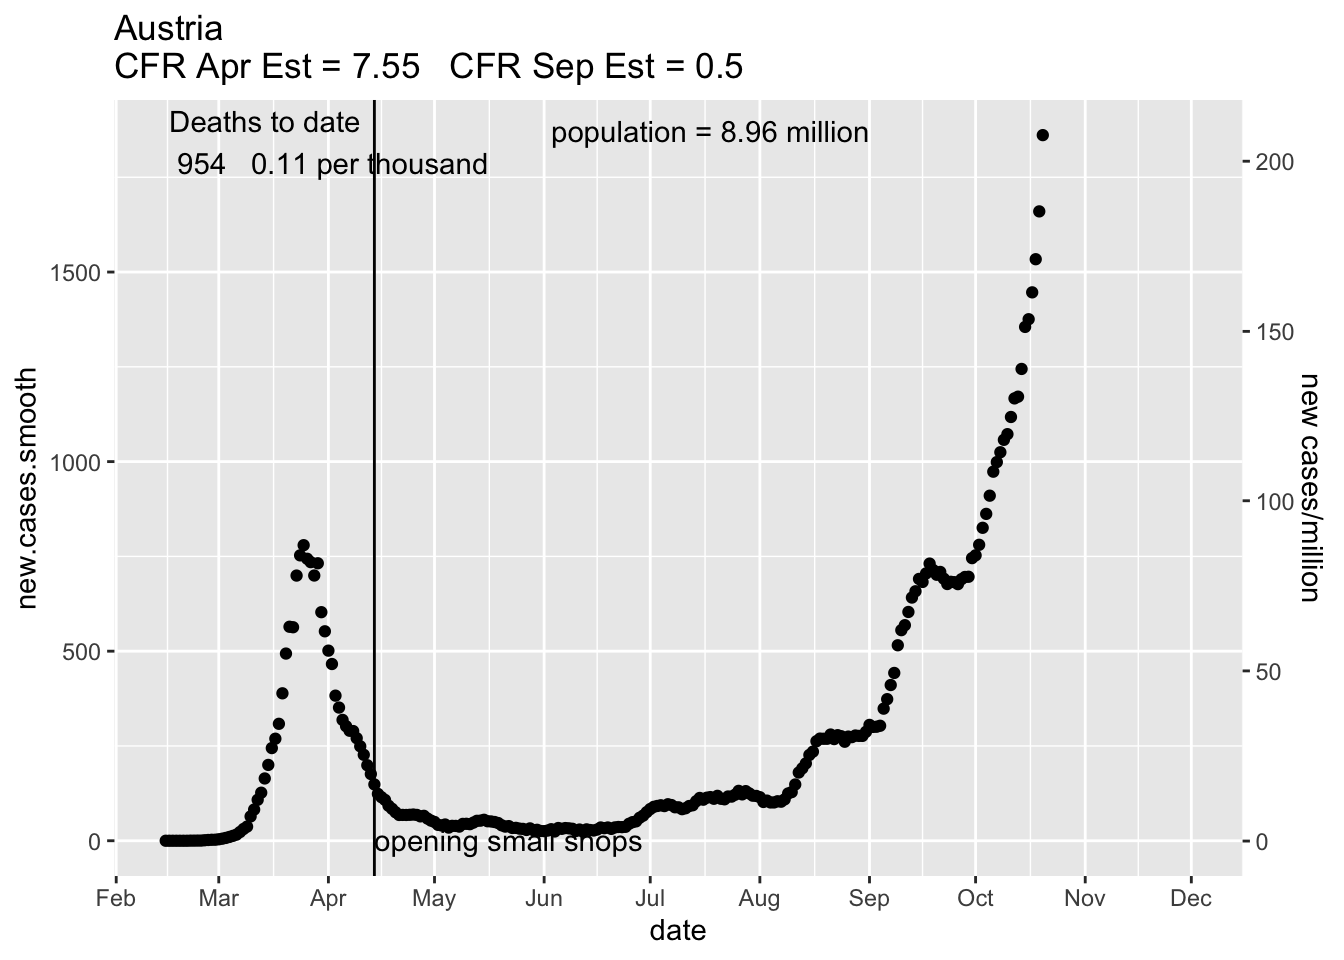 Austria
CFR Apr Est = 7.55   CFR Sep Est = 0.5
Deaths to date
954   0.11 per thousand
population = 8.96 million
new.cases.smooth
1500
1000
500
0
200
150
100
50
0
new cases/million
opening small shops
Feb Mar Apr May Jun Jul Aug Sep Oct Nov Dec
date